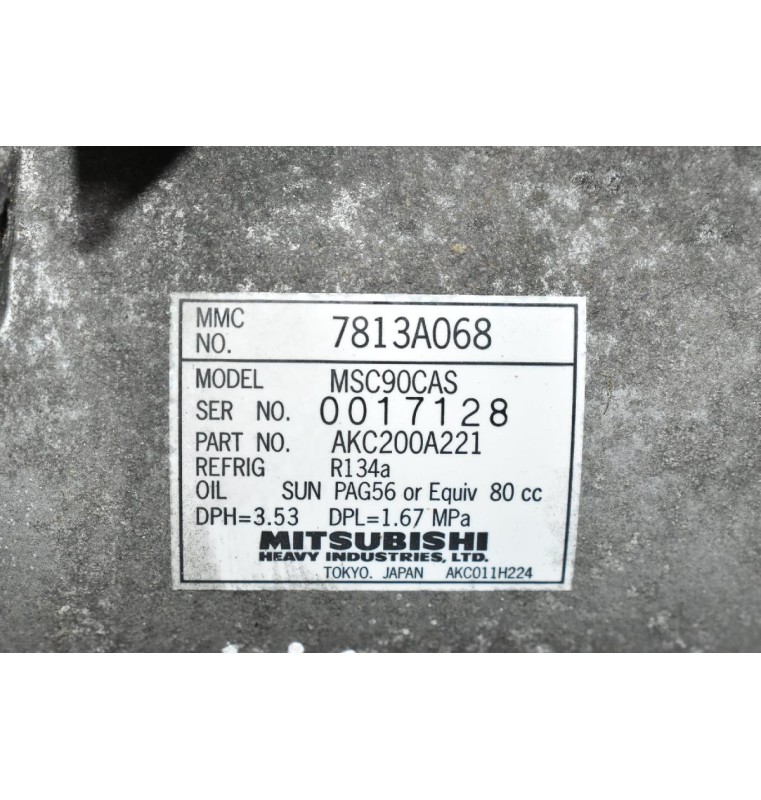 MMC NO. 7813A068
MODEL MSC90CAS
SER NO. 0017128
PART NO. AKC200A221
REFRIG R134a
OIL SUN PAG56 or Equiv 80 cc
DPH=3.53 DPL=1.67 MPa
MITSUBISHI
HEAVY INDUSTRIES, LTD.
TOKYO. JAPAN AKC011H224